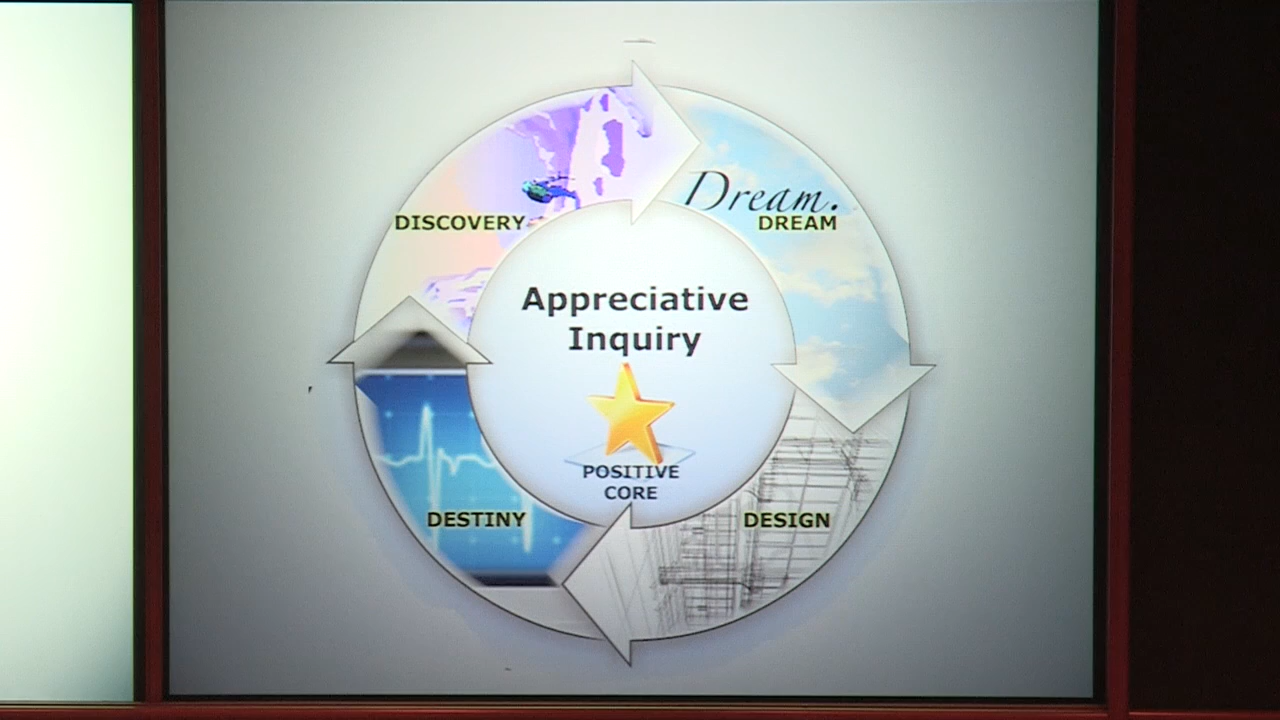 Dream.
DISCOVERY
DREAM
Appreciative
Inquiry
POSITIVE
CORE
DESTINY
DESIGN